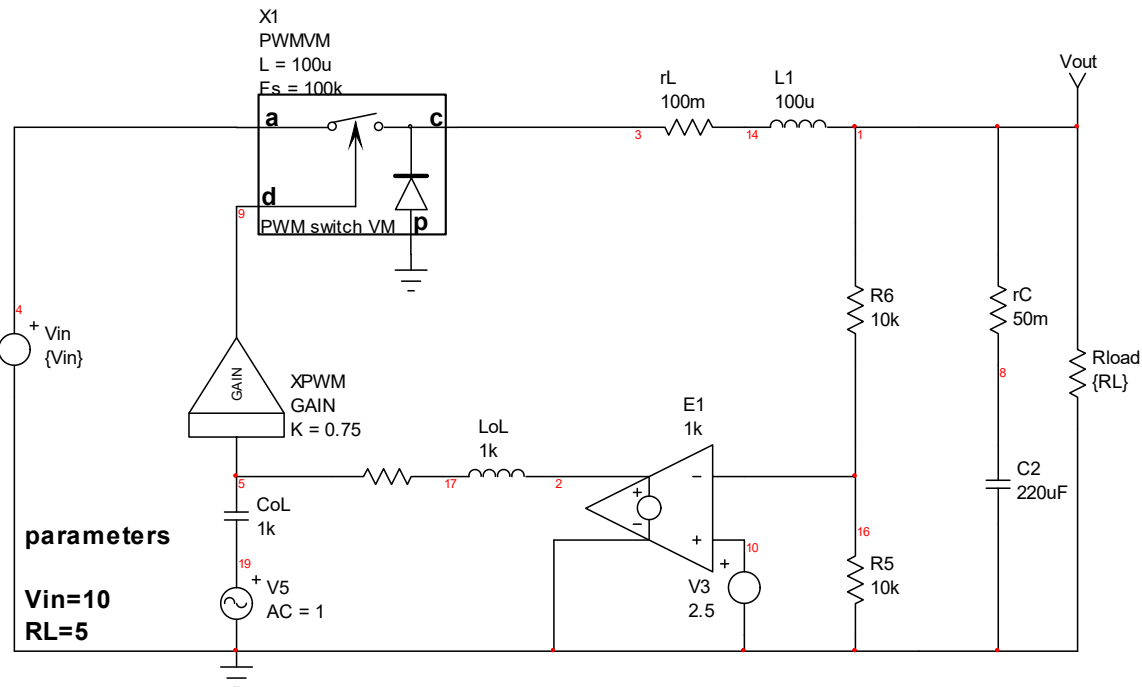 X1
PWMVM
L = 100u
Fs = 100k
a
c
d
PWM switch VM
p
9
3
rL
100m
14
L1
100u
1
Vout
4
+
Vin
{Vin}
GAIN
XPWM
GAIN
K = 0.75
R6
10k
rC
50m
8
Rload
{RL}
C2
220uF
LoL
1k
5
17
2
E1
1k
+
−
−
+
10
16
R5
10k
+
V3
2.5
CoL
1k
19
+
V5
AC = 1
parameters
Vin=10
RL=5